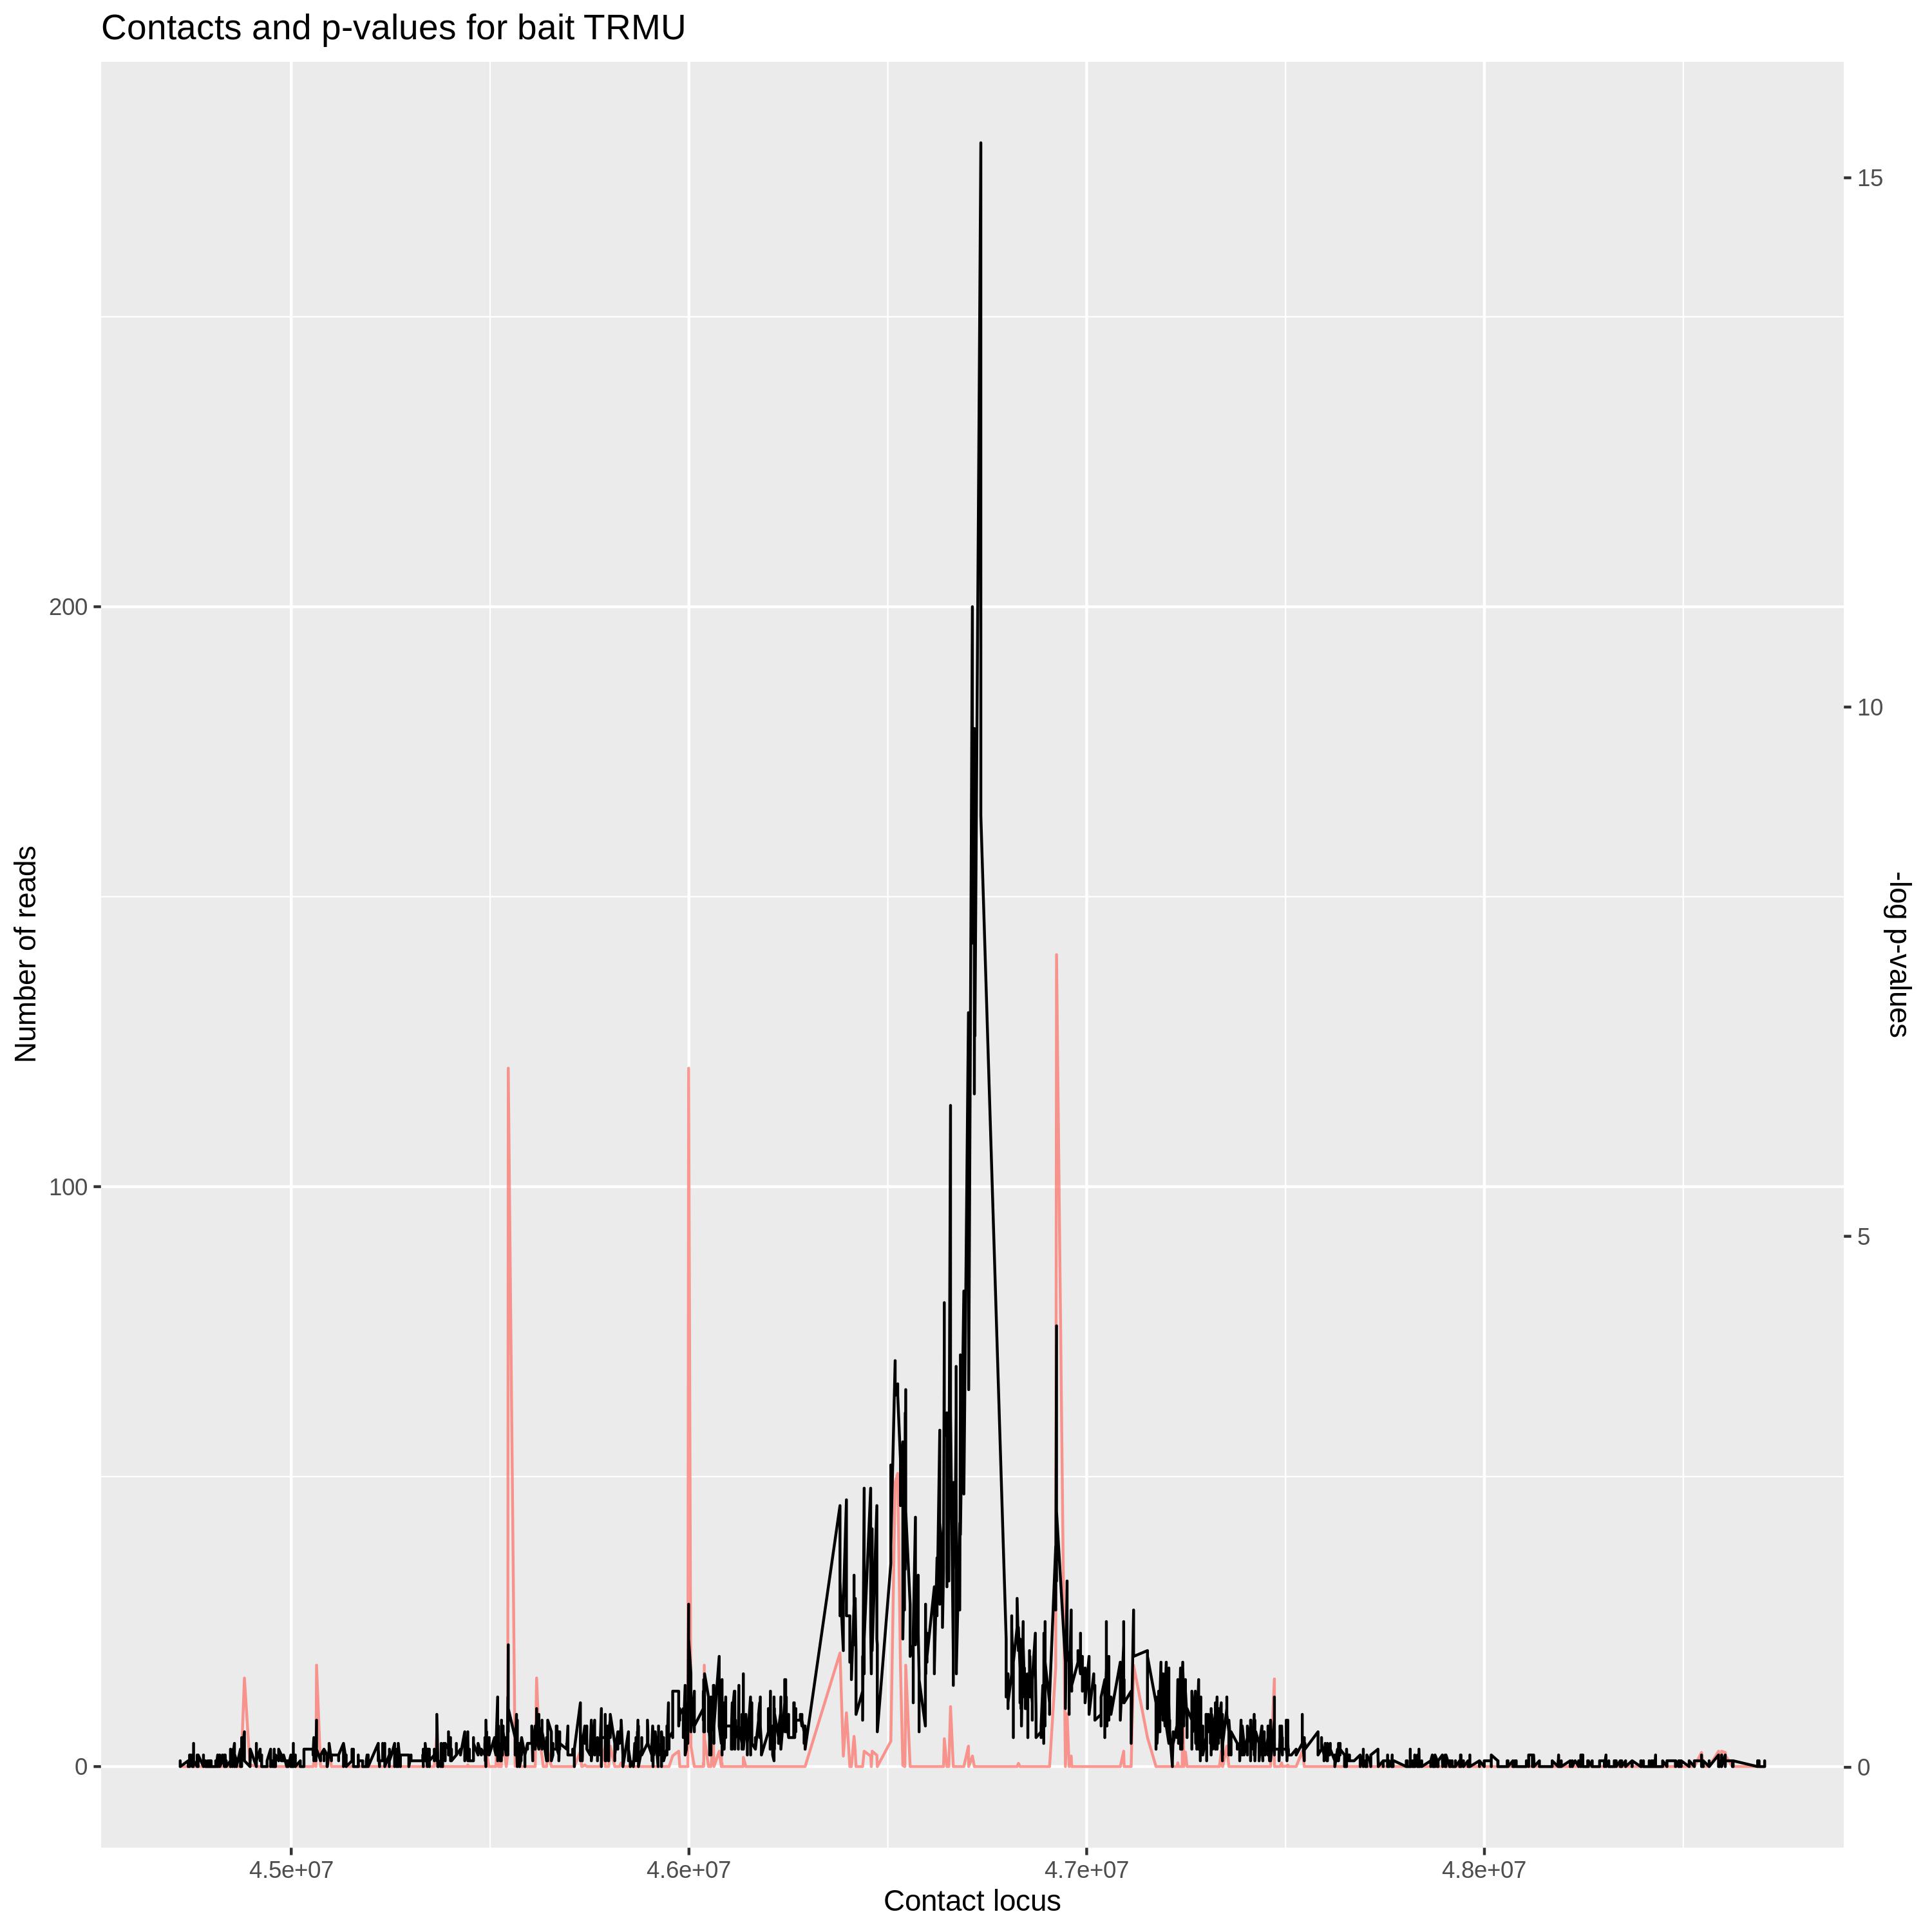 Contacts and p-values for bait TRMU
15
200
10
Number of reads
-log p-values
100
5
0
0
4.5e+07
4.6e+07
4.7e+07
4.8e+07
Contact locus